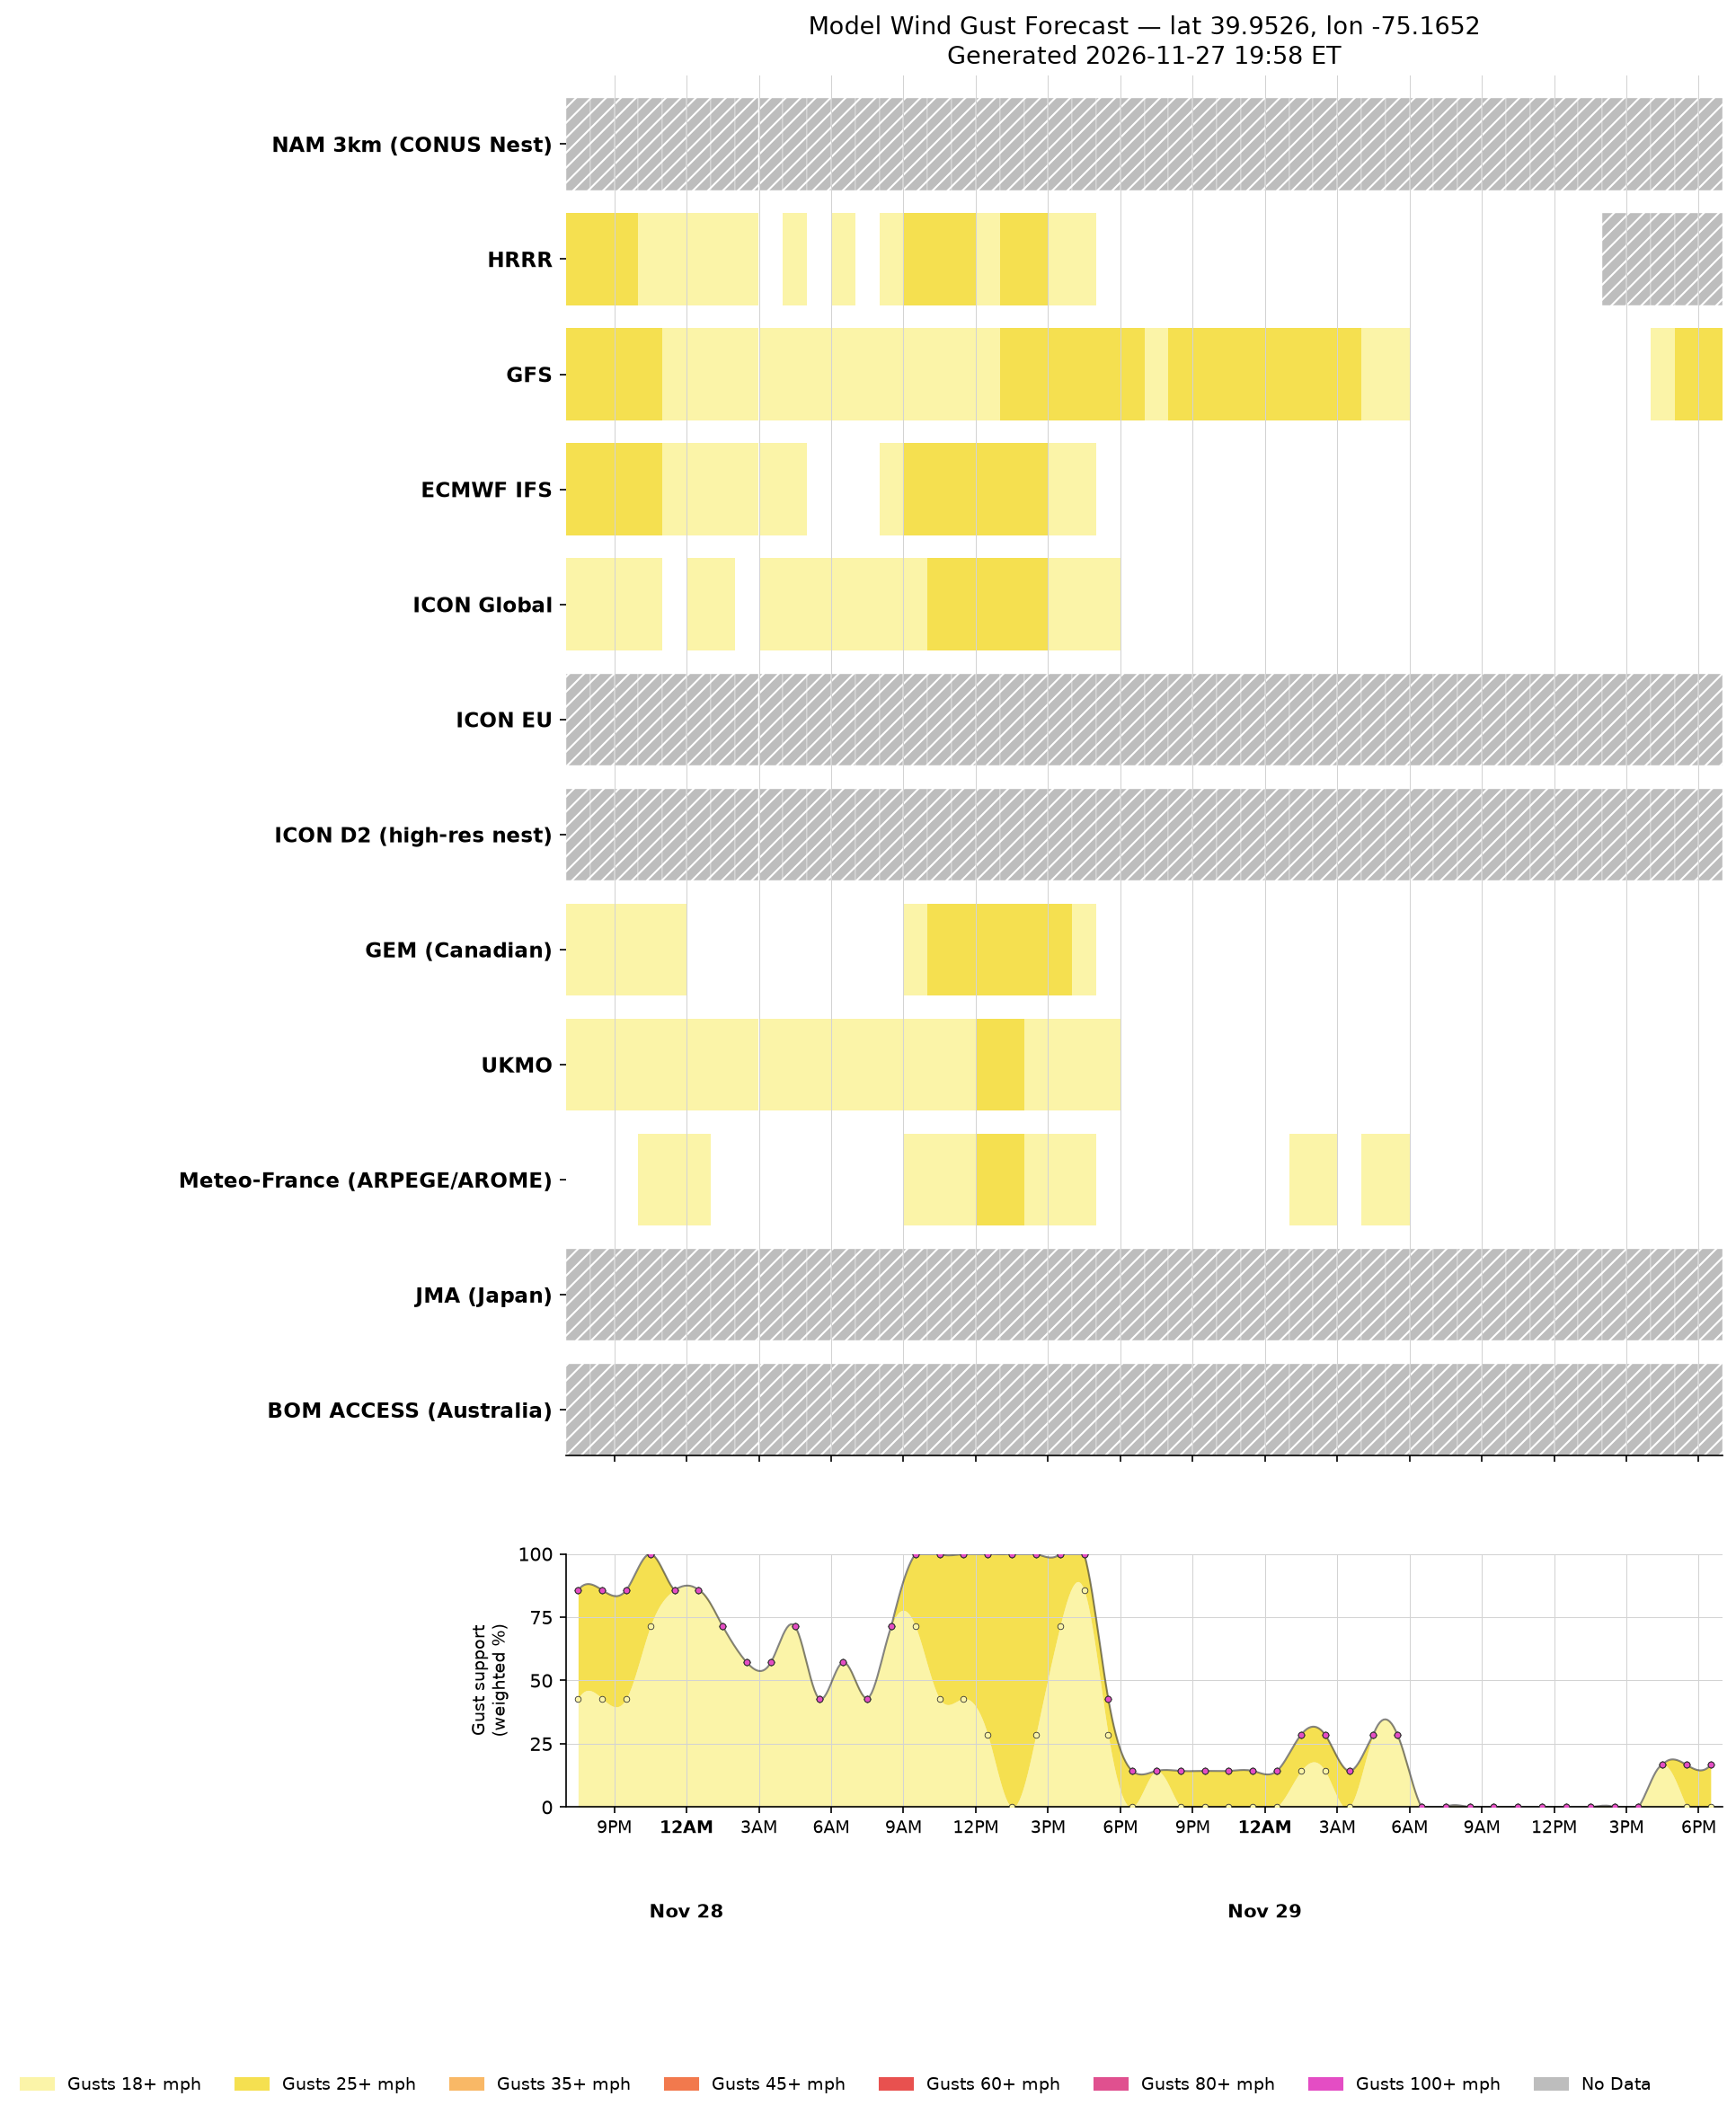 Model Wind Gust Forecast — lat 39.9526, lon -75.1652
Generated 2026-11-27 19:58 ET
NAM 3km (CONUS Nest)
HRRR
GFS
ECMWF IFS
ICON Global
ICON EU
ICON D2 (high-res nest)
GEM (Canadian)
UKMO
Meteo-France (ARPEGE/AROME)
JMA (Japan)
BOM ACCESS (Australia)
Gust support
(weighted %)
100
75
50
25
0
9PM 12AM 3AM 6AM 9AM 12PM 3PM 6PM 9PM 12AM 3AM 6AM 9AM 12PM 3PM 6PM
Nov 28 Nov 29
Gusts 18+ mph Gusts 25+ mph Gusts 35+ mph Gusts 45+ mph Gusts 60+ mph Gusts 80+ mph Gusts 100+ mph No Data